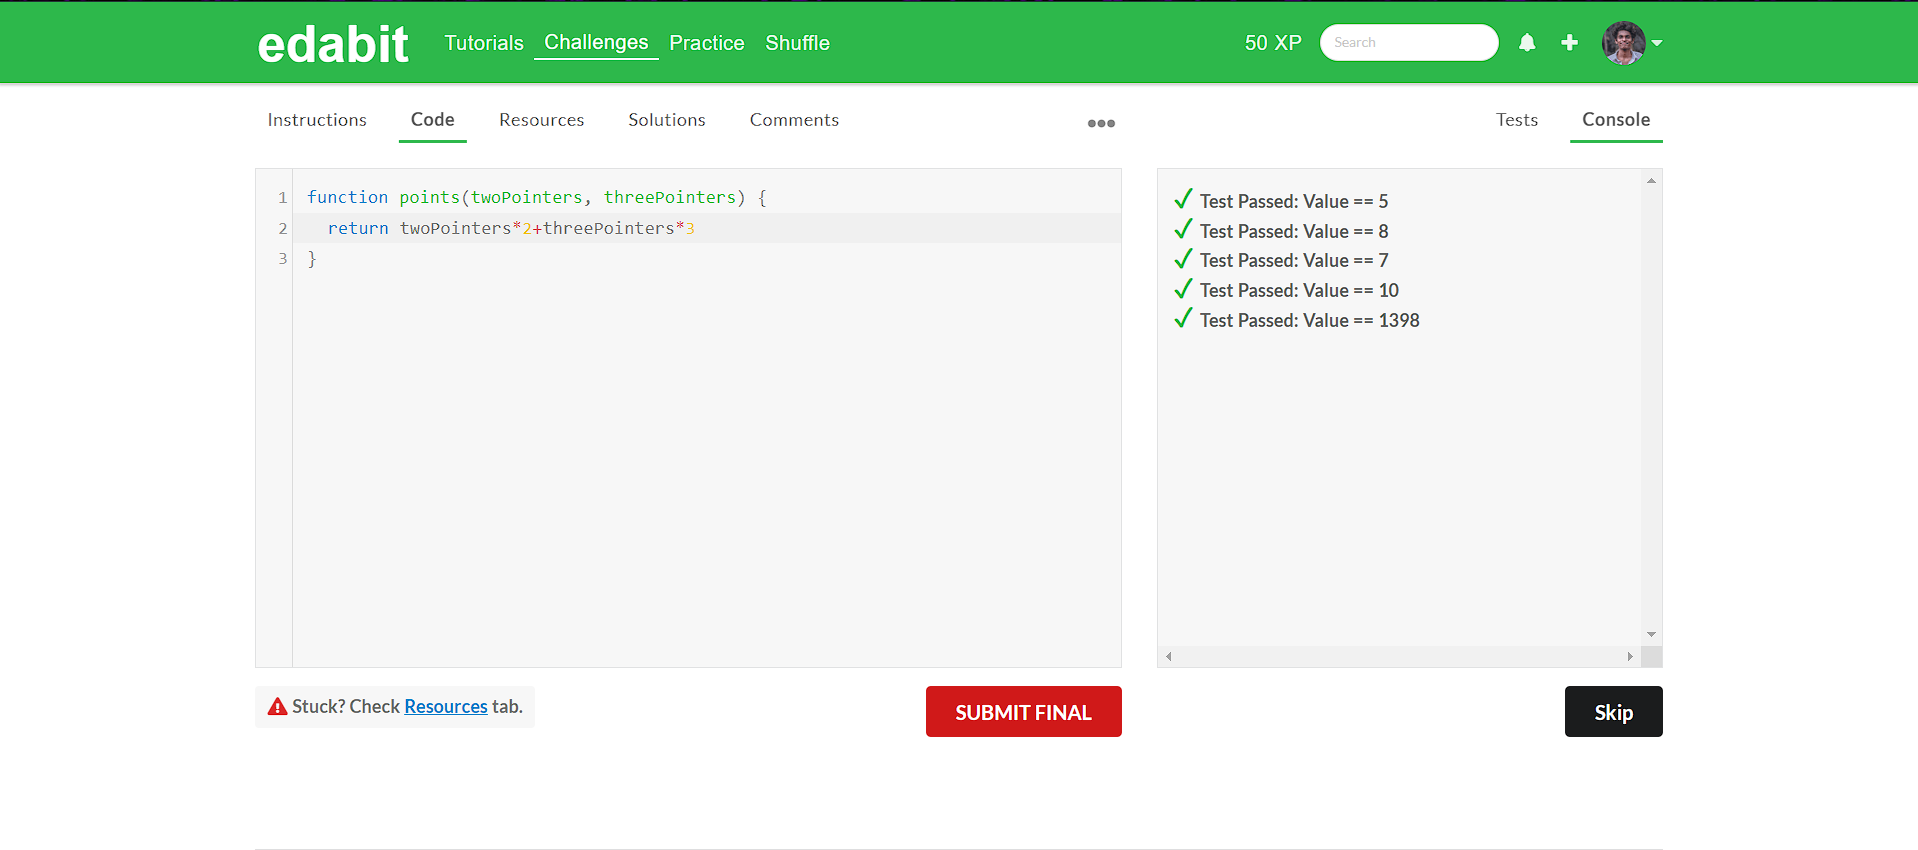 edabit Tutorials Challenges Practice Shuffle 50 XP Search
Instructions Code Resources Solutions Comments Tests Console
1 function points(twoPointers, threePointers) {
2 return twoPointers*2+threePointers*3
3 }
Test Passed: Value == 5
Test Passed: Value == 8
Test Passed: Value == 7
Test Passed: Value == 10
Test Passed: Value == 1398
Stuck? Check Resources tab.
SUBMIT FINAL
Skip